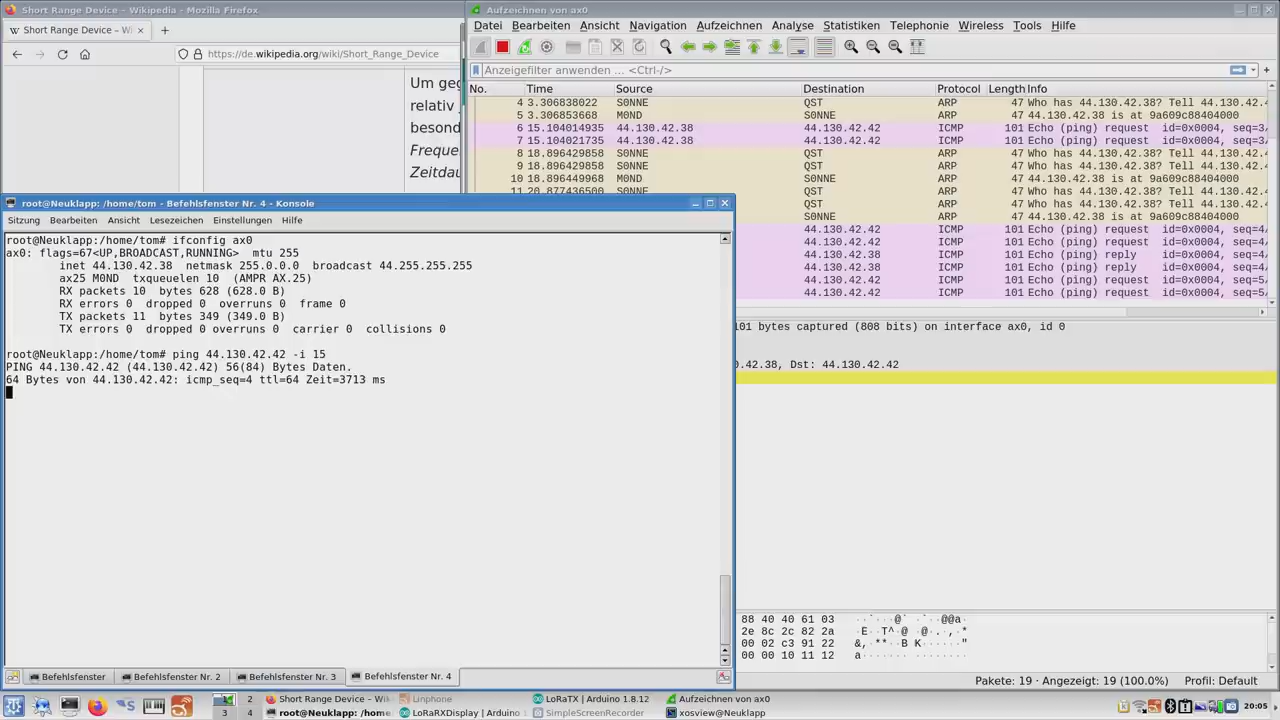 Short Range Device – Wikipedia - Mozilla Firefox
Short Range Device – Wi
https://de.wikipedia.org/wiki/Short_Range_Device
Um geg
relativ
besond
Freque
Zeitdau
Aufzeichnen von ax0
Datei Bearbeiten Ansicht Navigation Aufzeichnen Analyse Statistiken Telephonie Wireless Tools Hilfe
Anzeigefilter anwenden … <Ctrl-/>
No. Time Source Destination Protocol Length Info
4 3.306838022 S0NNE QST ARP 47 Who has 44.130.42.38? Tell 44.130.42.4
5 3.306853668 M0ND S0NNE ARP 47 44.130.42.38 is at 9a609c88404000
6 15.104014935 44.130.42.38 44.130.42.42 ICMP 101 Echo (ping) request id=0x0004, seq=3/
7 15.104021735 44.130.42.38 44.130.42.42 ICMP 101 Echo (ping) request id=0x0004, seq=3/
8 18.896429858 S0NNE QST ARP 47 Who has 44.130.42.38? Tell 44.130.42.4
9 18.896429858 S0NNE QST ARP 47 Who has 44.130.42.38? Tell 44.130.42.4
10 18.896449968 M0ND S0NNE ARP 47 44.130.42.38 is at 9a609c88404000
11 20.877436500 S0NNE QST ARP 47 Who has 44.130.42.38? Tell 44.130.42.4
QST ARP 47 Who has 44.130.42.38? Tell 44.130.42.4
S0NNE ARP 47 44.130.42.38 is at 9a609c88404000
44.130.42.42 ICMP 101 Echo (ping) request id=0x0004, seq=4/
44.130.42.42 ICMP 101 Echo (ping) request id=0x0004, seq=4/
44.130.42.38 ICMP 101 Echo (ping) reply id=0x0004, seq=4/
44.130.42.38 ICMP 101 Echo (ping) reply id=0x0004, seq=4/
44.130.42.42 ICMP 101 Echo (ping) request id=0x0004, seq=5/
44.130.42.42 ICMP 101 Echo (ping) request id=0x0004, seq=5/
101 bytes captured (808 bits) on interface ax0, id 0
0.42.38, Dst: 44.130.42.42
88 40 40 61 03 ··`···@` ·`··@@a·
2e 8c 2c 82 2a ·E··T^·@ ·@·.·,·*
00 02 c3 91 22 &,·**··B K·····"
00 00 10 11 12 a······· ········
Pakete: 19 · Angezeigt: 19 (100.0%) Profil: Default
root@Neuklapp: /home/tom - Befehlsfenster Nr. 4 - Konsole
Sitzung Bearbeiten Ansicht Lesezeichen Einstellungen Hilfe
root@Neuklapp:/home/tom# ifconfig ax0
ax0: flags=67<UP,BROADCAST,RUNNING> mtu 255
inet 44.130.42.38 netmask 255.0.0.0 broadcast 44.255.255.255
ax25 M0ND txqueuelen 10 (AMPR AX.25)
RX packets 10 bytes 628 (628.0 B)
RX errors 0 dropped 0 overruns 0 frame 0
TX packets 11 bytes 349 (349.0 B)
TX errors 0 dropped 0 overruns 0 carrier 0 collisions 0
root@Neuklapp:/home/tom# ping 44.130.42.42 -i 15
PING 44.130.42.42 (44.130.42.42) 56(84) Bytes Daten.
64 Bytes von 44.130.42.42: icmp_seq=4 ttl=64 Zeit=3713 ms
Befehlsfenster Befehlsfenster Nr. 2 Befehlsfenster Nr. 3 Befehlsfenster Nr. 4
Short Range Device – Wik Linphone LoRaTX | Arduino 1.8.12 Aufzeichnen von ax0
3 4 root@Neuklapp: /home LoRaRXDisplay | Arduino 1 SimpleScreenRecorder xosview@Neuklapp
20:05